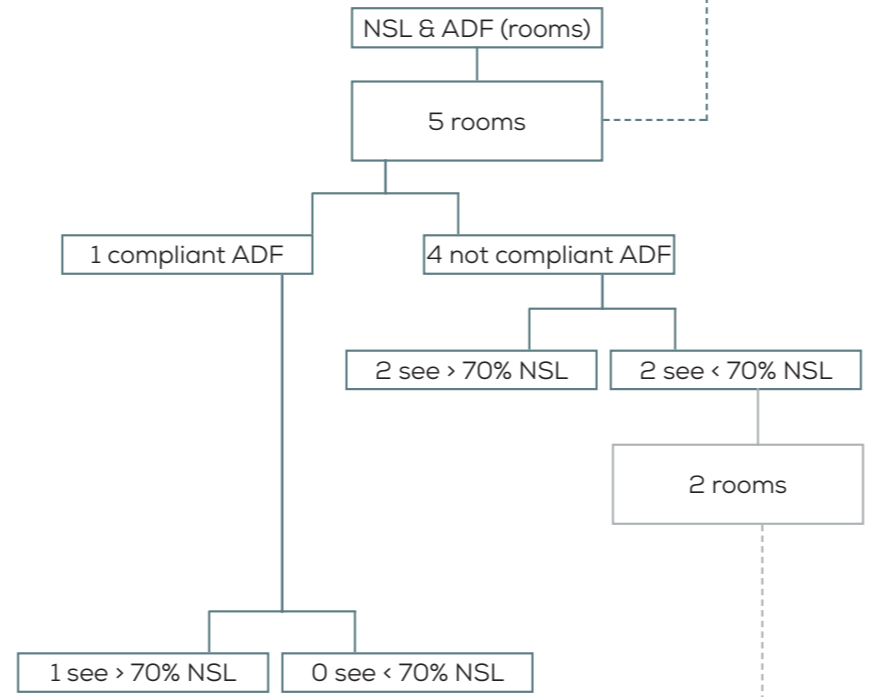 NSL & ADF (rooms)
5 rooms
1 compliant ADF
4 not compliant ADF
2 see > 70% NSL
2 see < 70% NSL
2 rooms
1 see > 70% NSL
0 see < 70% NSL